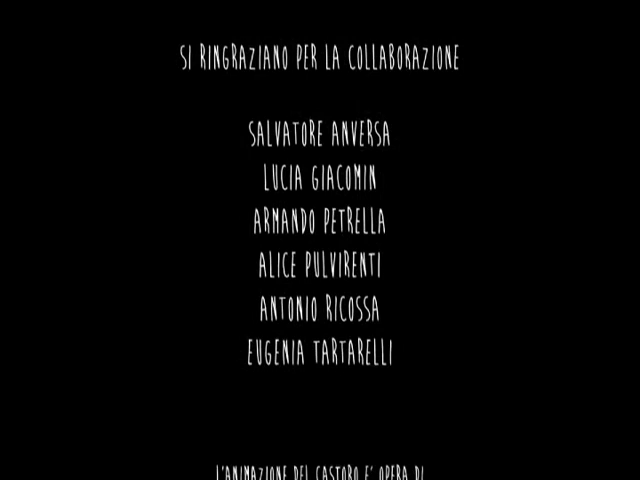 SI RINGRAZIANO PER LA COLLABORAZIONE
SALVATORE ANVERSA
LUCIA GIACOMIN
ARMANDO PETRELLA
ALICE PULVIRENTI
ANTONIO RICOSSA
EUGENIA TARTARELLI
L'ANIMAZIONE DEL CASTORO E' OPERA DI